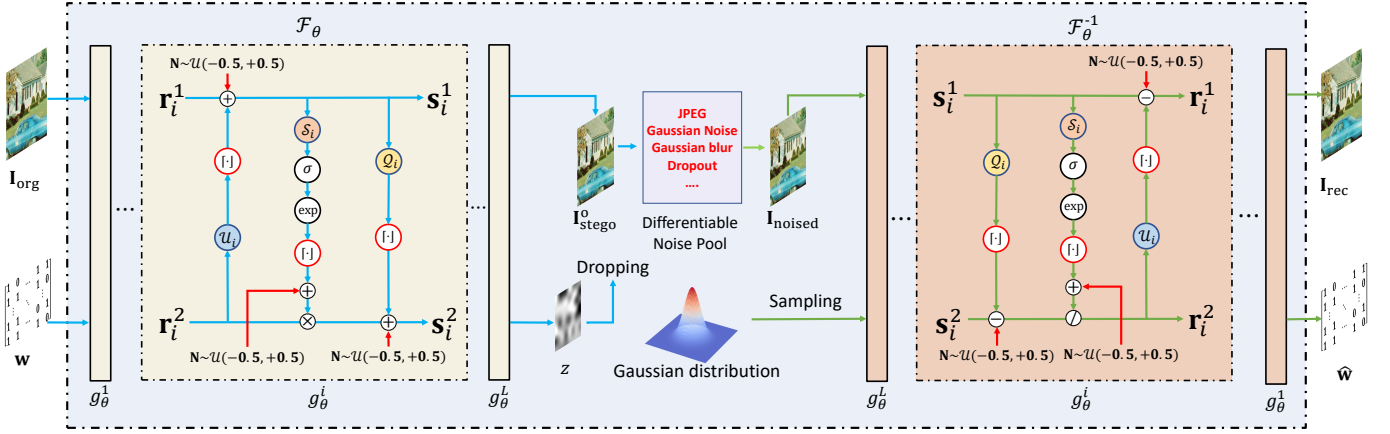 ℱ_θ
ℱ_θ^-1
N~𝒰(−0.5,+0.5)
r_i^1
+
s_i^1
𝒮_i
⌈·⌋
σ
𝒬_i
exp
𝒰_i
⌈·⌋
⌈·⌋
+
r_i^2
×
+
s_i^2
N~𝒰(−0.5,+0.5)
N~𝒰(−0.5,+0.5)
I_org
w
...
...
g_θ^1
g_θ^i
g_θ^L
JPEG
Gaussian Noise
Gaussian blur
Dropout
....
I_stego^o
Differentiable
Noise Pool
I_noised
Dropping
z
Sampling
Gaussian distribution
N~𝒰(−0.5,+0.5)
s_i^1
−
r_i^1
𝒮_i
𝒬_i
σ
⌈·⌋
exp
⌈·⌋
⌈·⌋
𝒰_i
+
s_i^2
−
/
r_i^2
N~𝒰(−0.5,+0.5)
N~𝒰(−0.5,+0.5)
...
...
g_θ^L
g_θ^i
g_θ^1
I_rec
ŵ